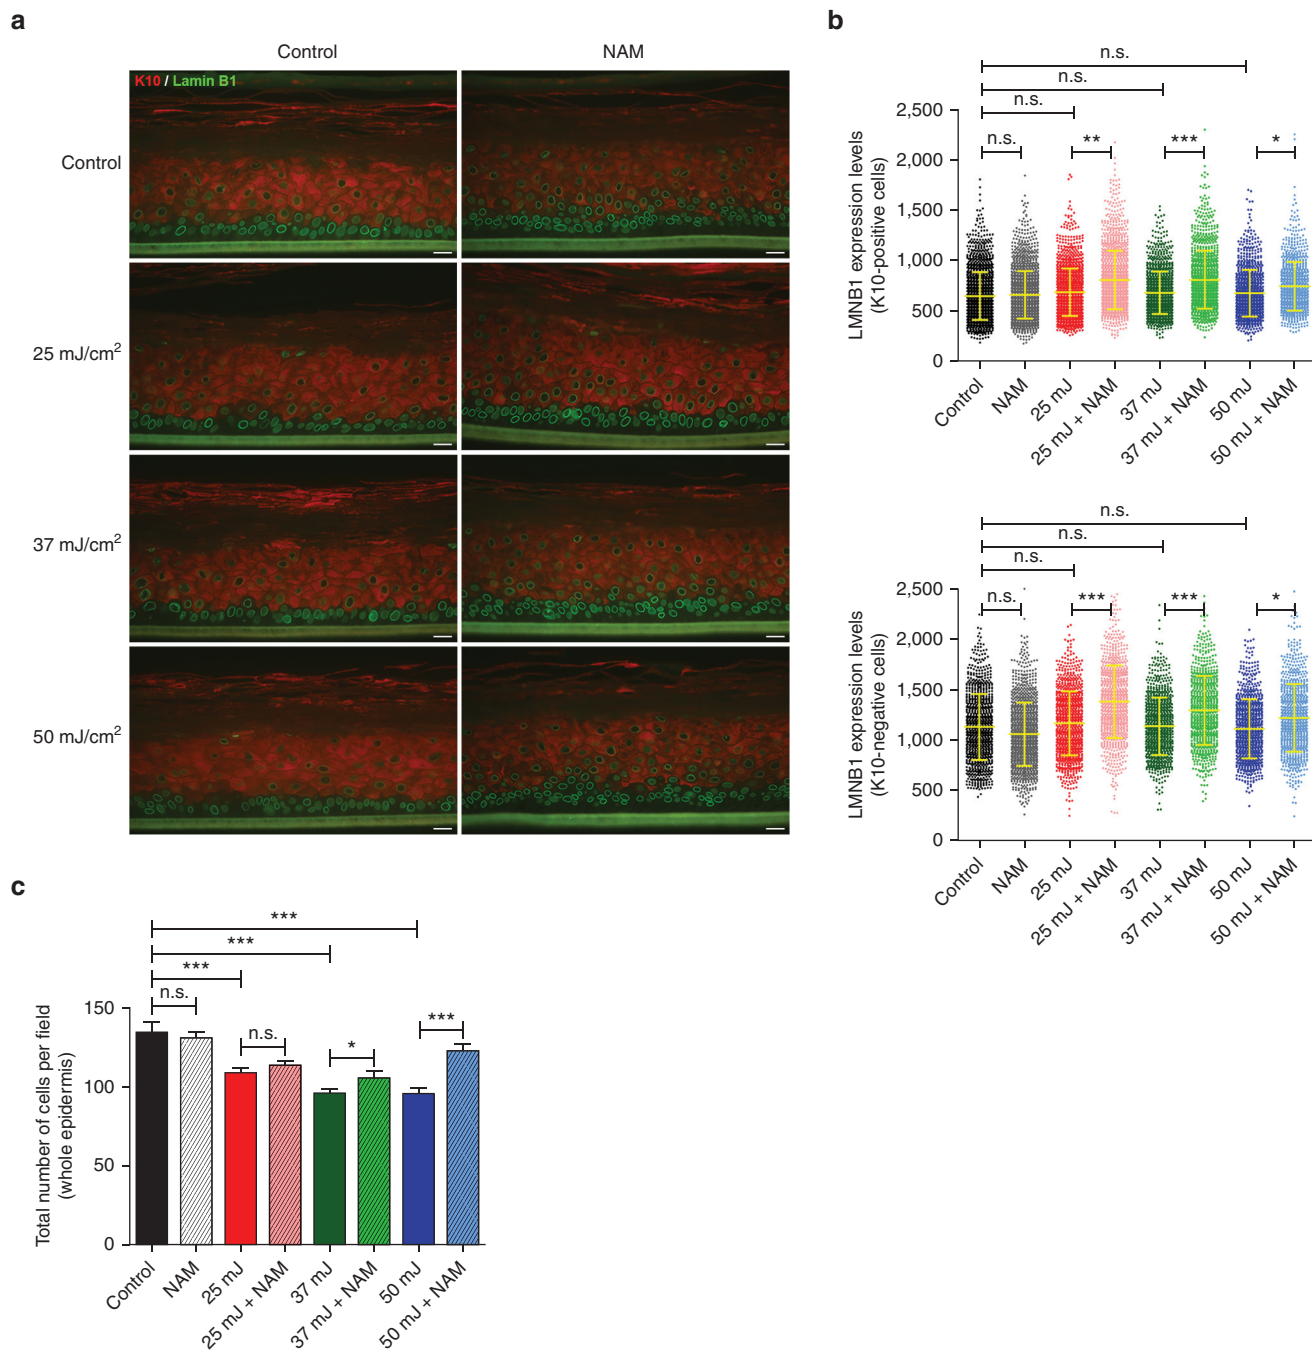 a
Control
NAM
K10 / Lamin B1
Control
25 mJ/cm²
37 mJ/cm²
50 mJ/cm²
b
n.s.
n.s.
n.s.
n.s.
**
***
*
2,500
2,000
1,500
1,000
500
0
LMNB1 expression levels
(K10-positive cells)
Control
NAM
25 mJ
25 mJ + NAM
37 mJ
37 mJ + NAM
50 mJ
50 mJ + NAM
n.s.
n.s.
n.s.
n.s.
***
***
*
2,500
2,000
1,500
1,000
500
0
LMNB1 expression levels
(K10-negative cells)
Control
NAM
25 mJ
25 mJ + NAM
37 mJ
37 mJ + NAM
50 mJ
50 mJ + NAM
c
***
***
***
n.s.
n.s.
*
***
150
100
50
0
Total number of cells per field
(whole epidermis)
Control
NAM
25 mJ
25 mJ + NAM
37 mJ
37 mJ + NAM
50 mJ
50 mJ + NAM